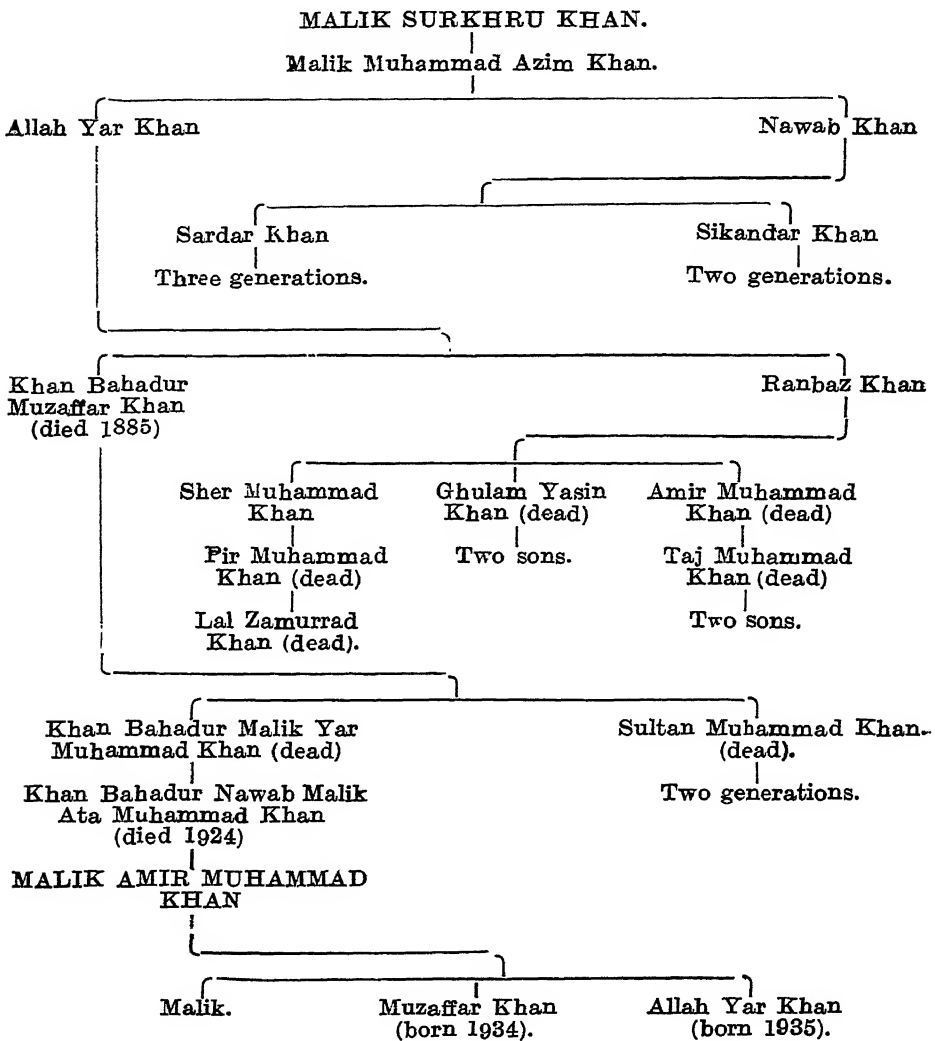 MALIK SURKHRU KHAN.
Malik Muhammad Azim Khan.
Allah Yar Khan
Nawab Khan
Sardar Khan
Sikandar Khan
Three generations.
Two generations.
Khan Bahadur
Muzaffar Khan
(died 1885)
Ranbaz Khan
Sher Muhammad
Khan
Ghulam Yasin
Khan (dead)
Amir Muhammad
Khan (dead)
Pir Muhammad
Khan (dead)
Two sons.
Taj Muhammad
Khan (dead)
Lal Zamurrad
Khan (dead).
Two sons.
Khan Bahadur Malik Yar
Muhammad Khan (dead)
Sultan Muhammad Khan.
(dead).
Khan Bahadur Nawab Malik
Ata Muhammad Khan
(died 1924)
Two generations.
MALIK AMIR MUHAMMAD
KHAN
Malik.
Muzaffar Khan
(born 1934).
Allah Yar Khan
(born 1935).